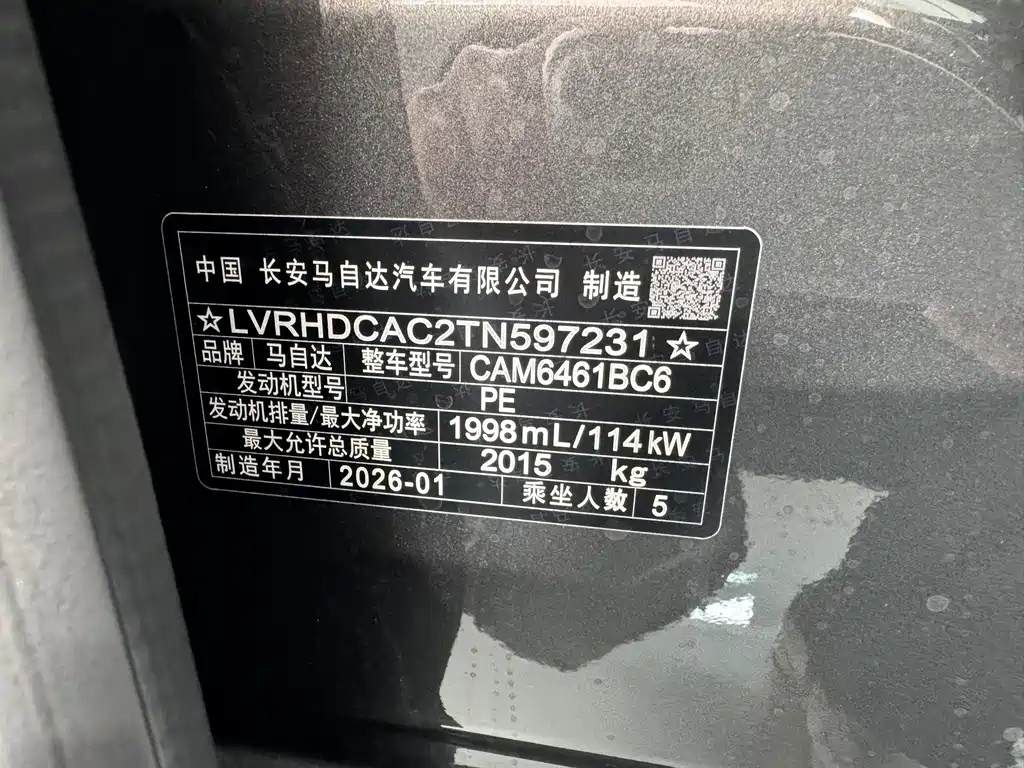 中国 长安马自达汽车有限公司 制造
☆LVRHDCAC2TN597231☆
品牌 马自达 整车型号 CAM6461BC6
发动机型号 PE
发动机排量/最大净功率 1998mL/114kW
最大允许总质量 2015 kg
制造年月 2026-01 乘坐人数 5